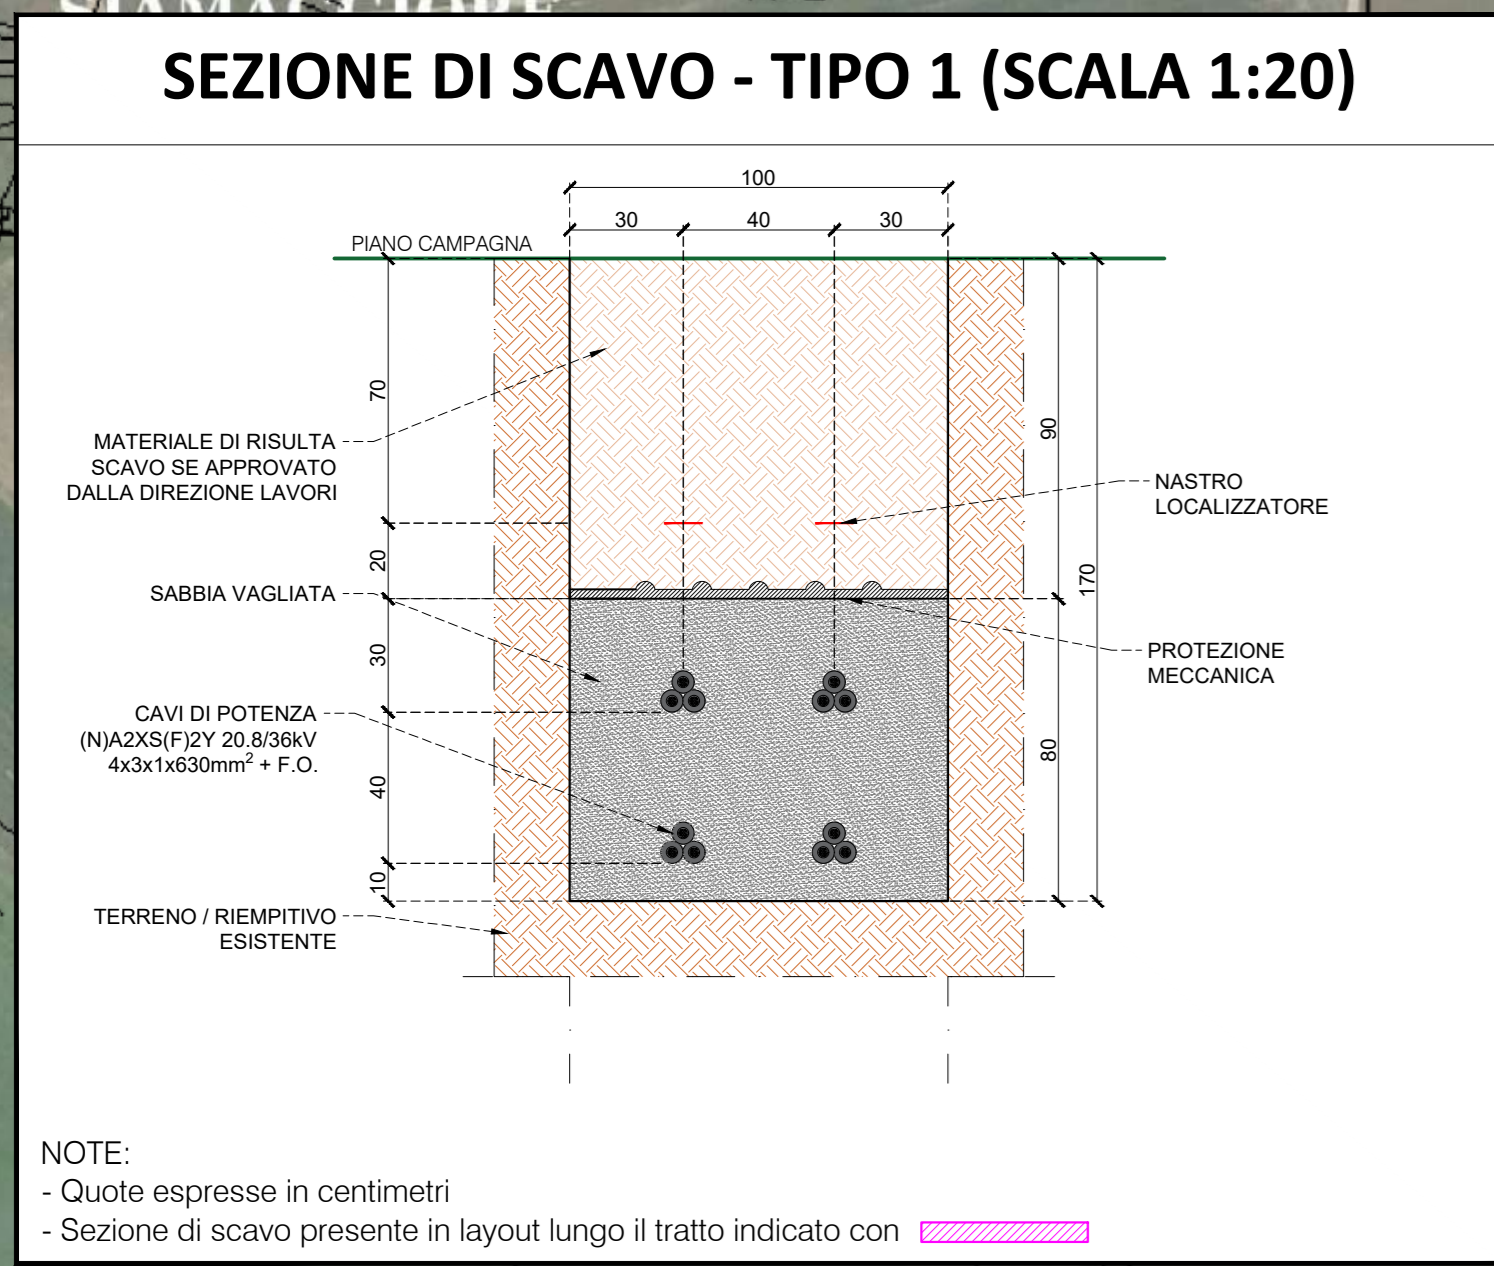 SEZIONE DI SCAVO - TIPO 1 (SCALA 1:20)
100
30 40 30
PIANO CAMPAGNA
70
90
MATERIALE DI RISULTA
SCAVO SE APPROVATO
DALLA DIREZIONE LAVORI
NASTRO
LOCALIZZATORE
20
170
SABBIA VAGLIATA
30
PROTEZIONE
MECCANICA
CAVI DI POTENZA
(N)A2XS(F)2Y 20.8/36kV
4x3x1x630mm² + F.O.
40
80
10
TERRENO / RIEMPITIVO
ESISTENTE
NOTE:
- Quote espresse in centimetri
- Sezione di scavo presente in layout lungo il tratto indicato con